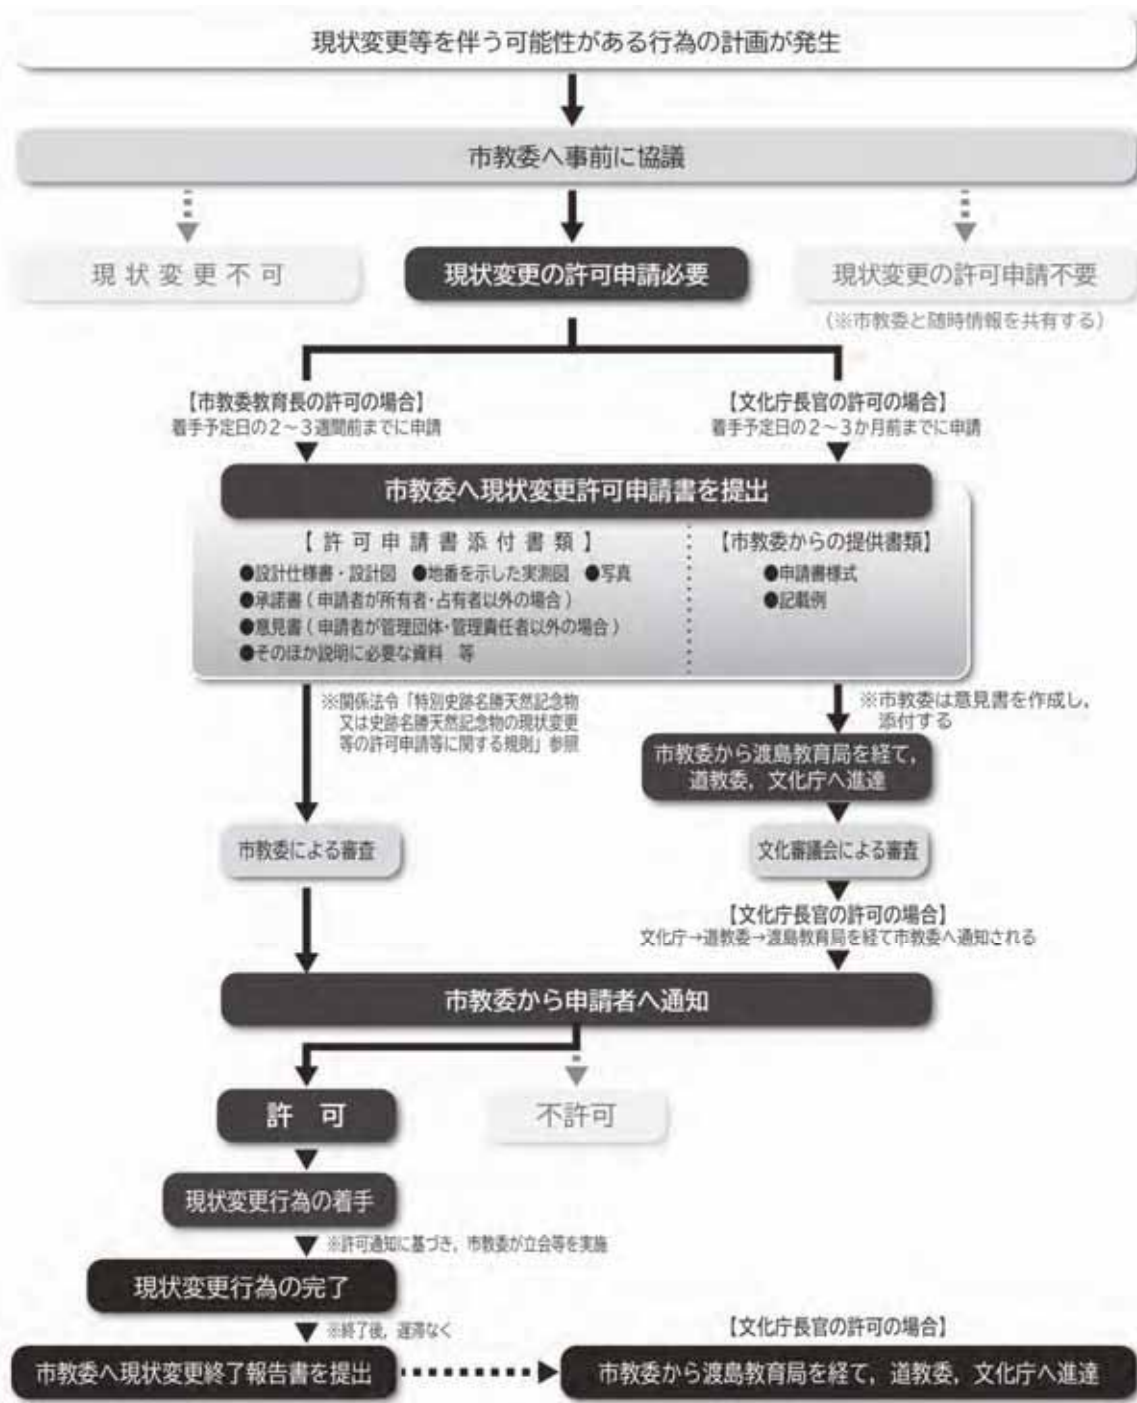 現状変更等を伴う可能性がある行為の計画が発生
市教委へ事前に協議
現状変更不可
現状変更の許可申請必要
現状変更の許可申請不要
(※市教委と随時情報を共有する)
【市教委教育長の許可の場合】
着手予定日の2~3週間前までに申請
【文化庁長官の許可の場合】
着手予定日の2~3か月前までに申請
市教委へ現状変更許可申請書を提出
【許可申請書添付書類】
●設計仕様書・設計図 ●地番を示した実測図 ●写真
●承諾書(申請者が所有者・占有者以外の場合)
●意見書(申請者が管理団体・管理責任者以外の場合)
●そのほか説明に必要な資料 等
【市教委からの提供書類】
●申請書様式
●記載例
※関係法令「特別史跡名勝天然記念物
又は史跡名勝天然記念物の現状変更
等の許可申請等に関する規則」参照
※市教委は意見書を作成し,
添付する
市教委から渡島教育局を経て,
道教委,文化庁へ進達
市教委による審査
文化審議会による審査
【文化庁長官の許可の場合】
文化庁→道教委→渡島教育局を経て市教委へ通知される
市教委から申請者へ通知
許 可
不許可
現状変更行為の着手
※許可通知に基づき,市教委が立会等を実施
現状変更行為の完了
※終了後,遅滞なく
市教委へ現状変更終了報告書を提出
【文化庁長官の許可の場合】
市教委から渡島教育局を経て,道教委,文化庁へ進達